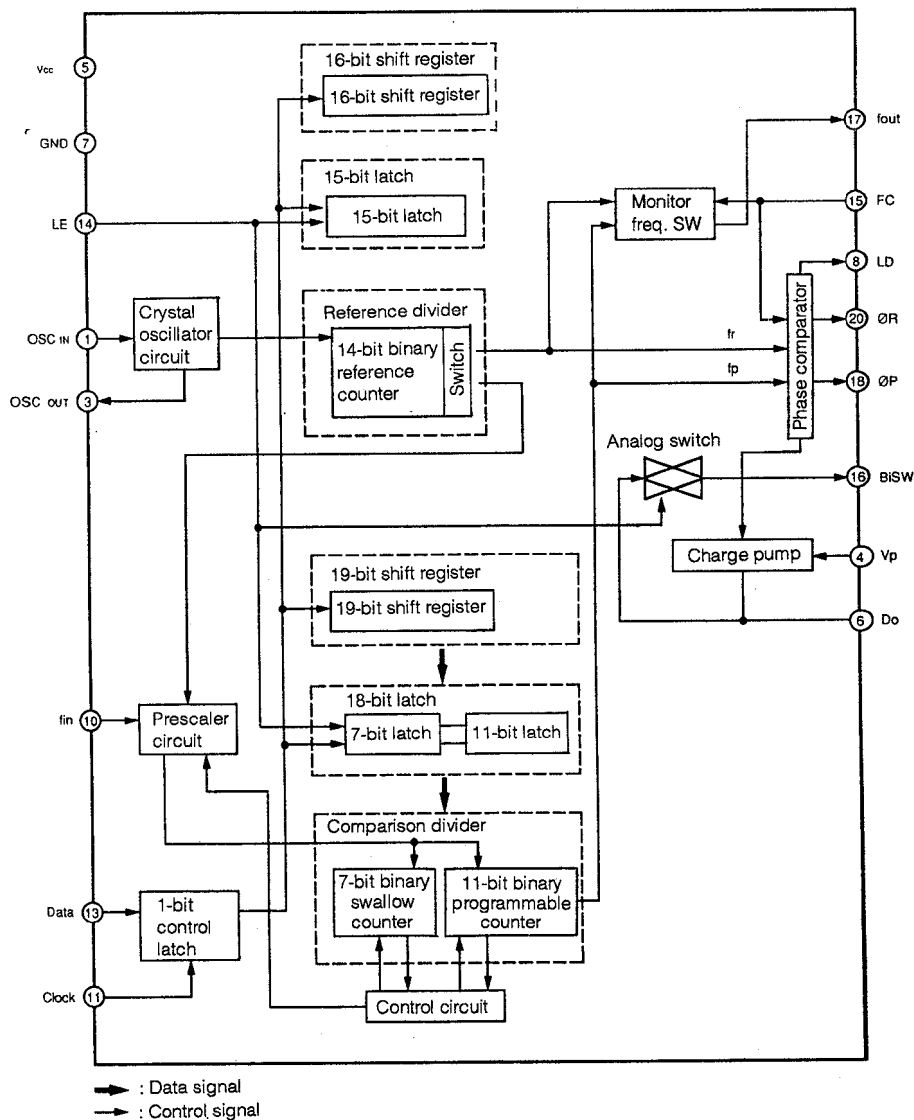 16-bit shift register
16-bit shift register
Vcc 5
GND 7
17 fout
15-bit latch
15-bit latch
LE 14
Monitor
freq. SW
15 FC
8 LD
Crystal
oscillator
circuit
OSC IN 1
OSC OUT 3
Reference divider
14-bit binary
reference
counter
Switch
fr
fp
Phase comparator
20 ØR
18 ØP
Analog switch
16 BiSW
Charge pump
4 Vp
6 Do
19-bit shift register
19-bit shift register
18-bit latch
7-bit latch
11-bit latch
fin 10
Prescaler
circuit
Comparison divider
7-bit binary
swallow
counter
11-bit binary
programmable
counter
Data 13
1-bit
control
latch
Clock 11
Control circuit
: Data signal
: Control signal